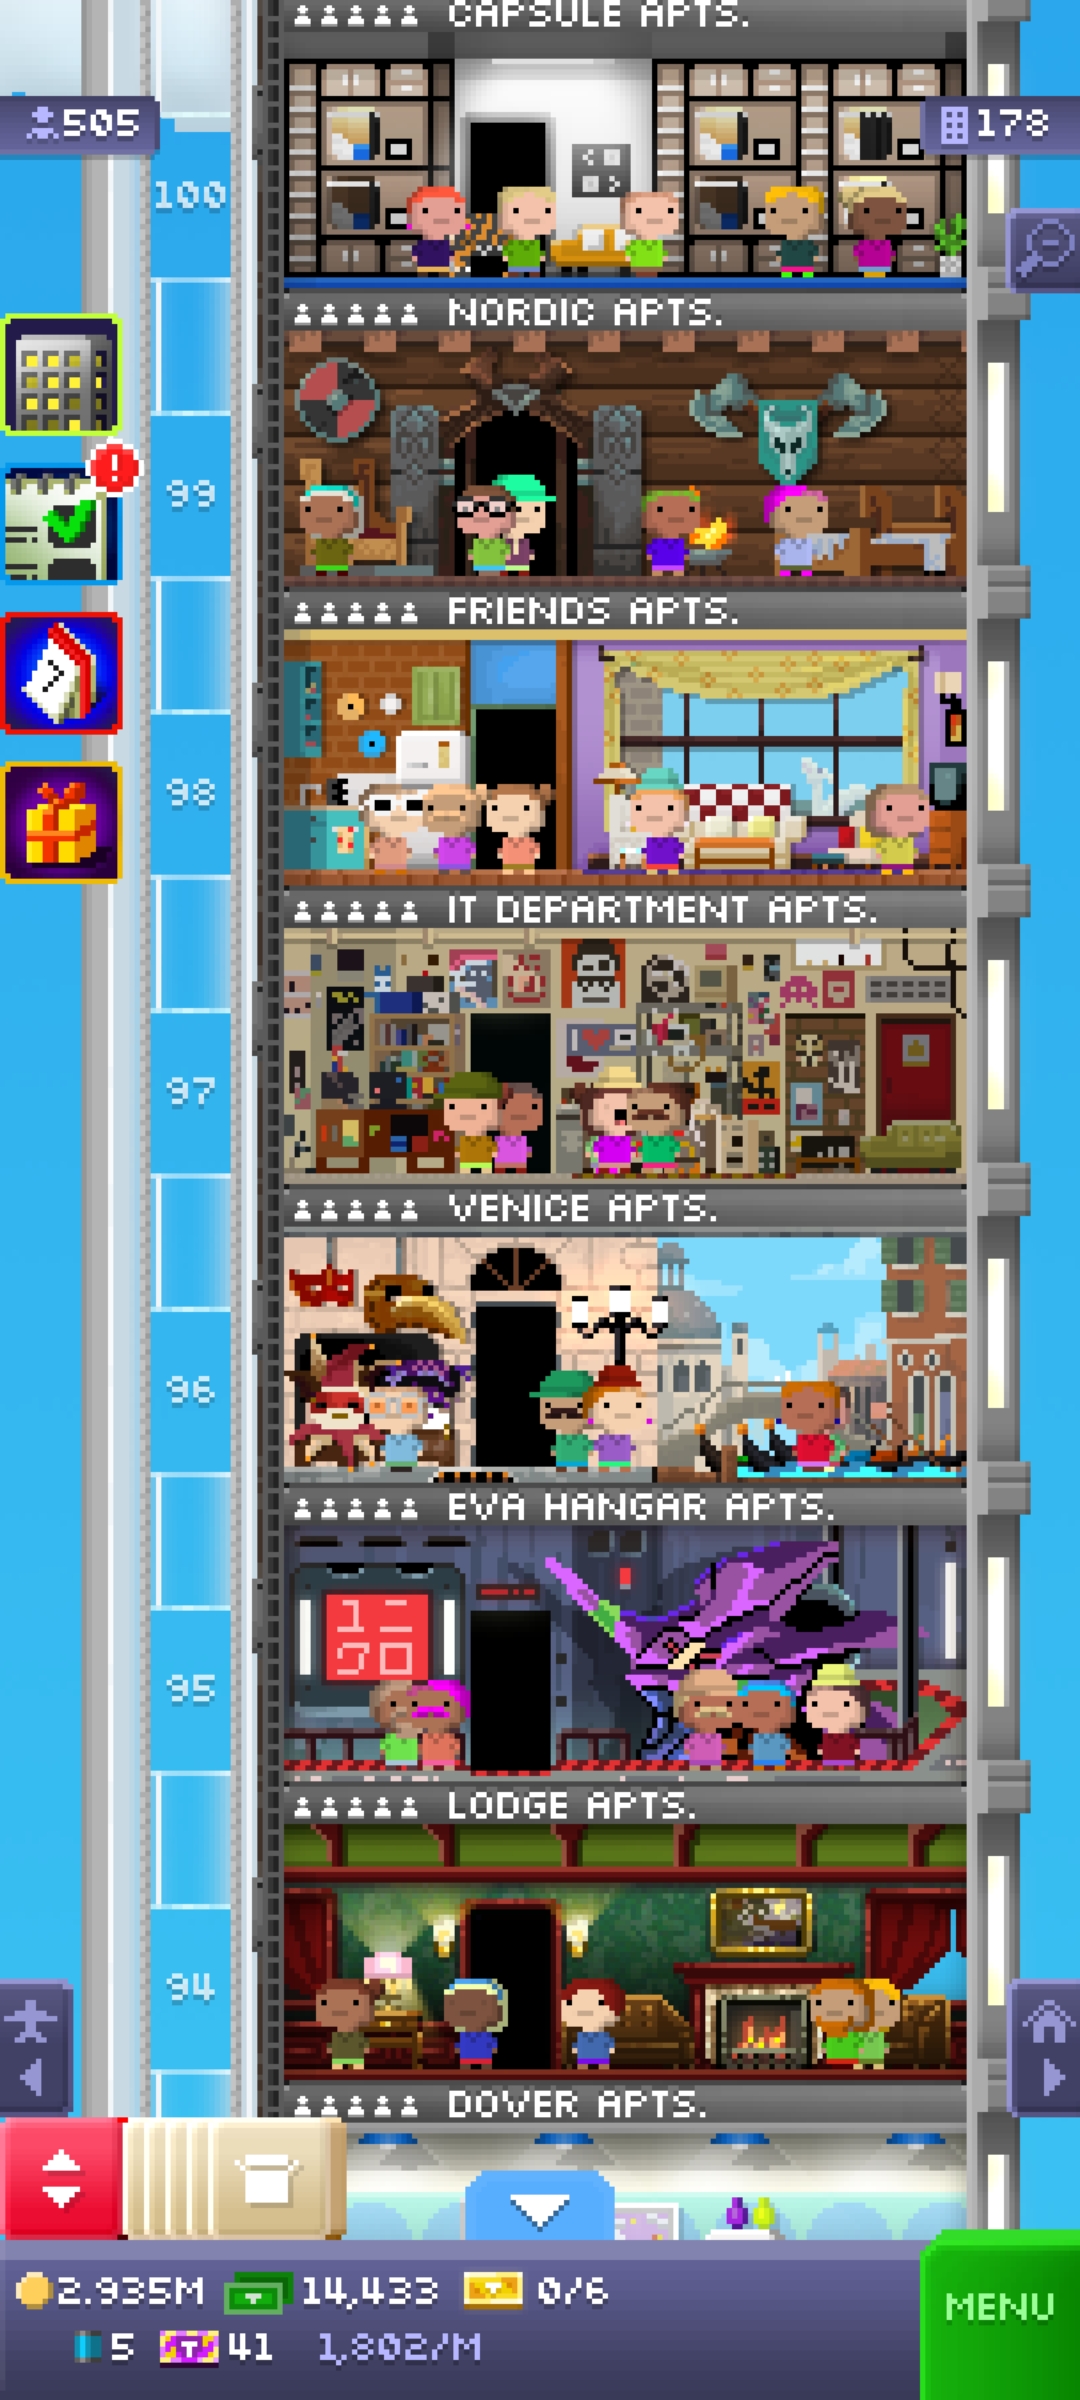 CAPSULE APTS.
505
178
100
NORDIC APTS.
99
FRIENDS APTS.
98
IT DEPARTMENT APTS.
97
VENICE APTS.
96
EVA HANGAR APTS.
95
LODGE APTS.
94
DOVER APTS.
2.935M 14,433 0/6
MENU
5 T 41 1,802/M